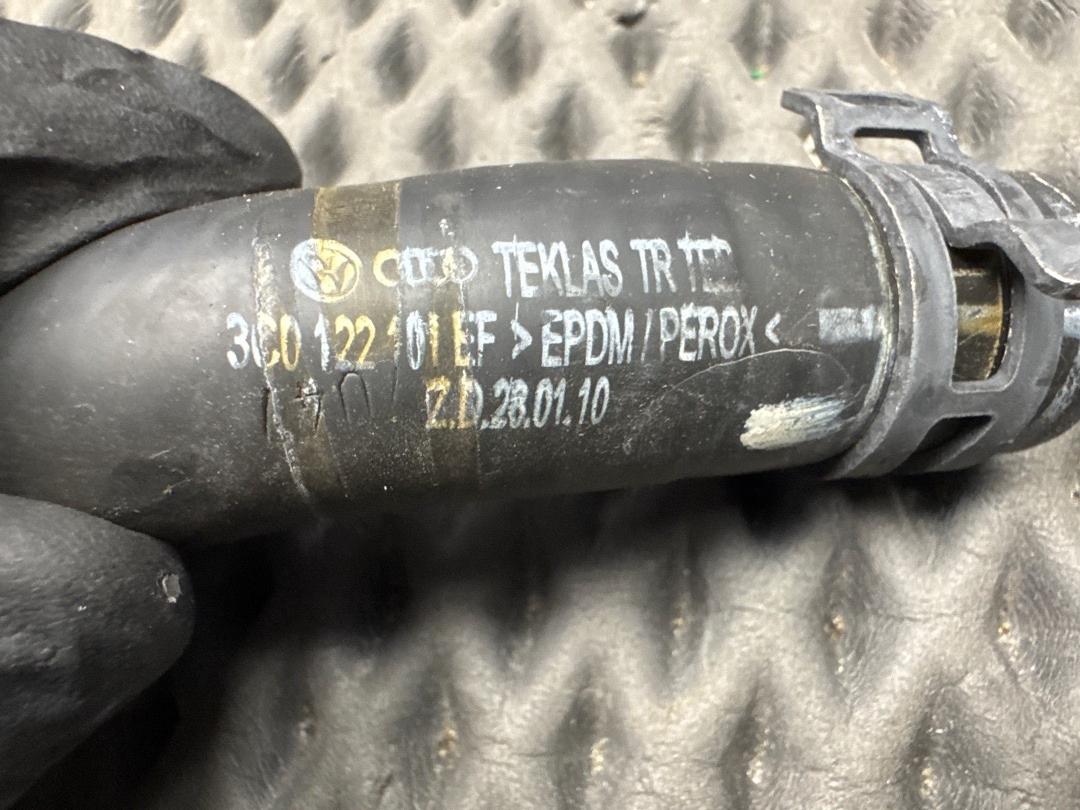 TEKLAS TR
3C0 122 101 EF >EPDM / PEROX<
Z.D.28.01.10